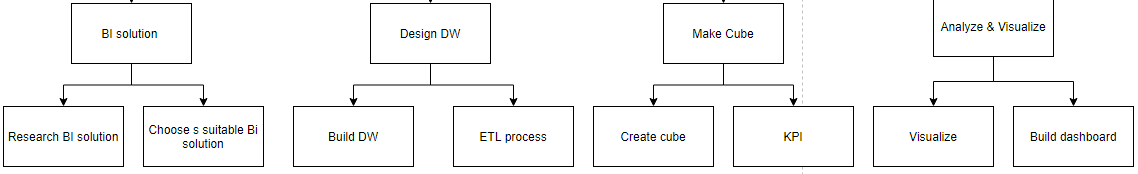 BI solution
Design DW
Make Cube
Analyze & Visualize
Research BI solution
Choose s suitable Bi
solution
Build DW
ETL process
Create cube
KPI
Visualize
Build dashboard